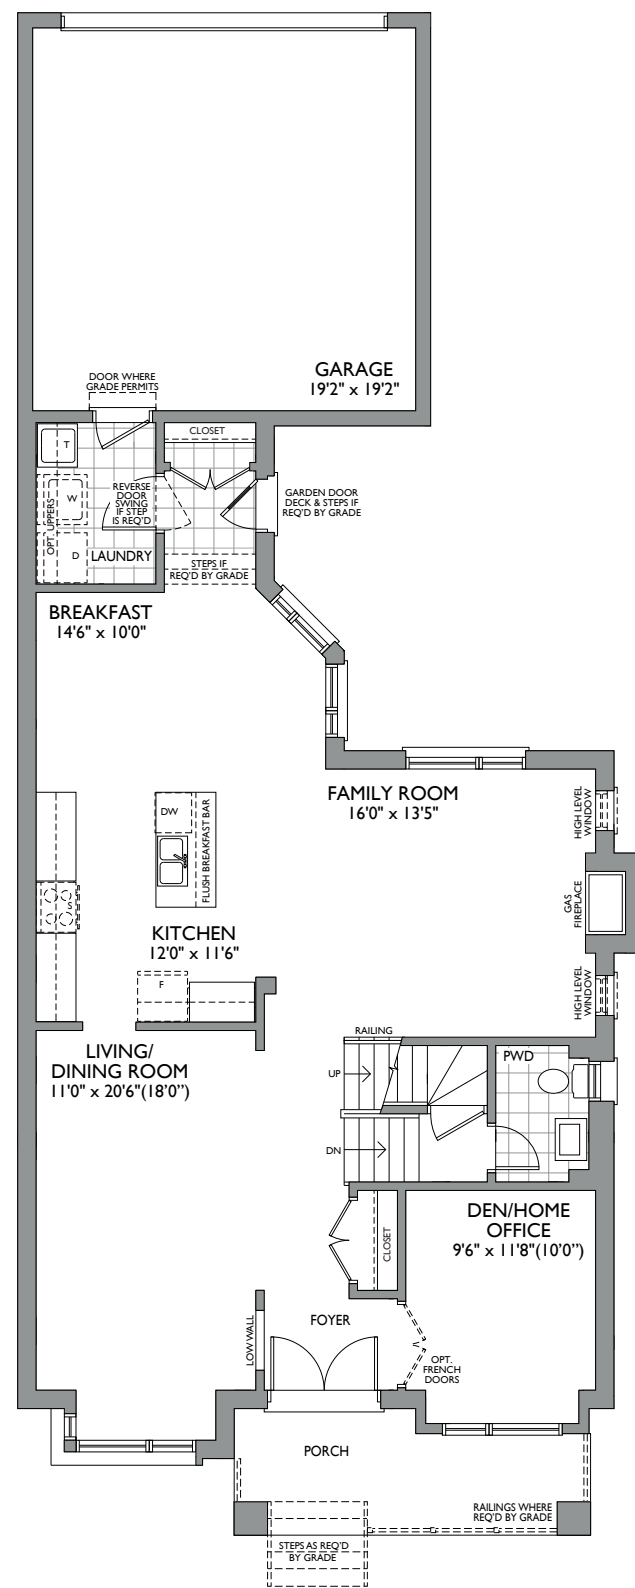 GARAGE
19'2" x 19'2"
DOOR WHERE
GRADE PERMITS
CLOSET
T
W
D
OPT. UPPERS
REVERSE
DOOR
SWING
IF STEP
IS REQ'D
LAUNDRY
GARDEN DOOR
DECK & STEPS IF
REQ'D BY GRADE
STEPS IF
REQ'D BY GRADE
BREAKFAST
14'6" x 10'0"
FAMILY ROOM
16'0" x 13'5"
HIGH LEVEL
WINDOW
DW
FLUSH BREAKFAST BAR
S
GAS
FIREPLACE
KITCHEN
12'0" x 11'6"
F
HIGH LEVEL
WINDOW
LIVING/
DINING ROOM
11'0" x 20'6"(18'0”)
RAILING
UP
DN
PWD
DEN/HOME
OFFICE
9'6" x 11'8"(10'0”)
CLOSET
FOYER
LOW WALL
OPT.
FRENCH
DOORS
PORCH
RAILINGS WHERE
REQ'D BY GRADE
STEPS AS REQ'D
BY GRADE